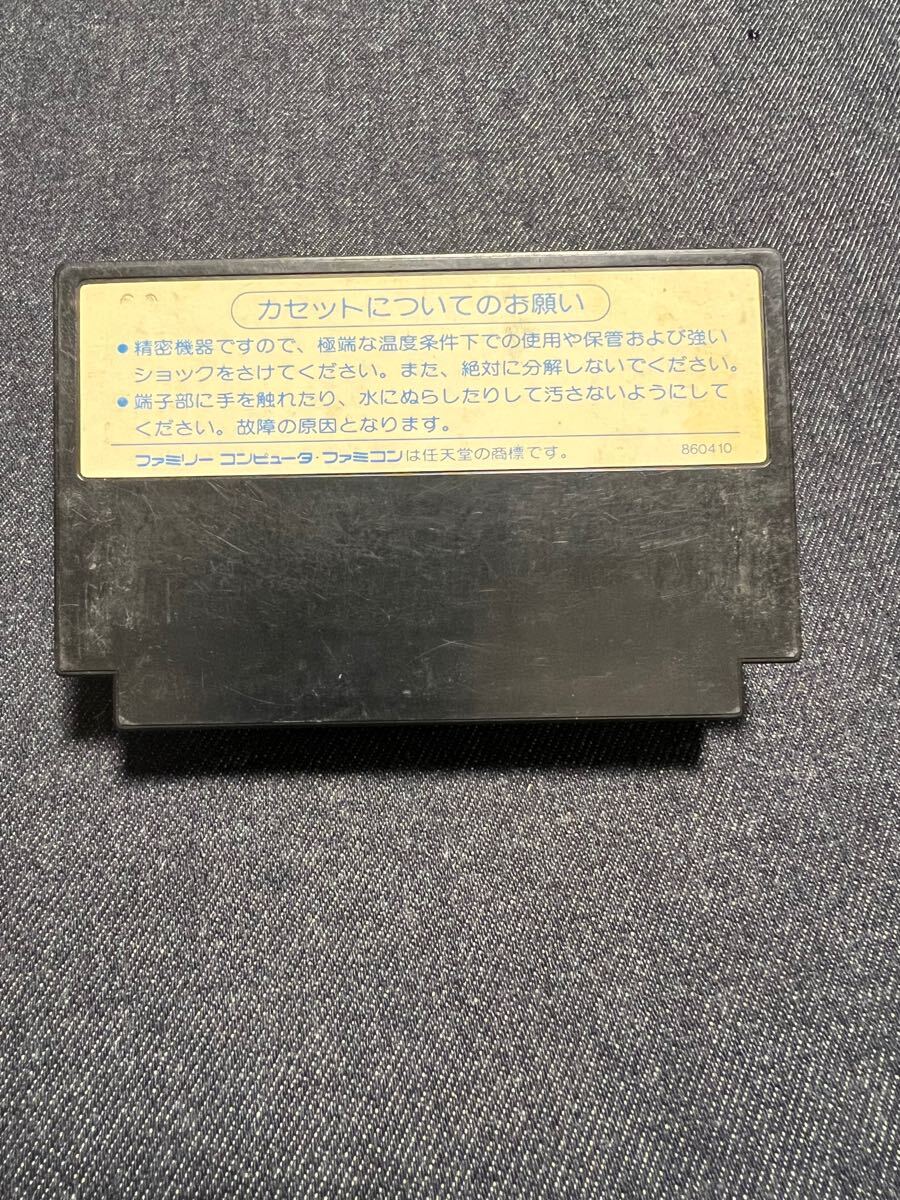 カセットについてのお願い
●精密機器ですので、極端な温度条件下での使用や保管および強い
ショックをさけてください。また、絶対に分解しないでください。
●端子部に手を触れたり、水にぬらしたりして汚さないようにして
ください。故障の原因となります。
ファミリー コンピュータ・ファミコンは任天堂の商標です。 860410